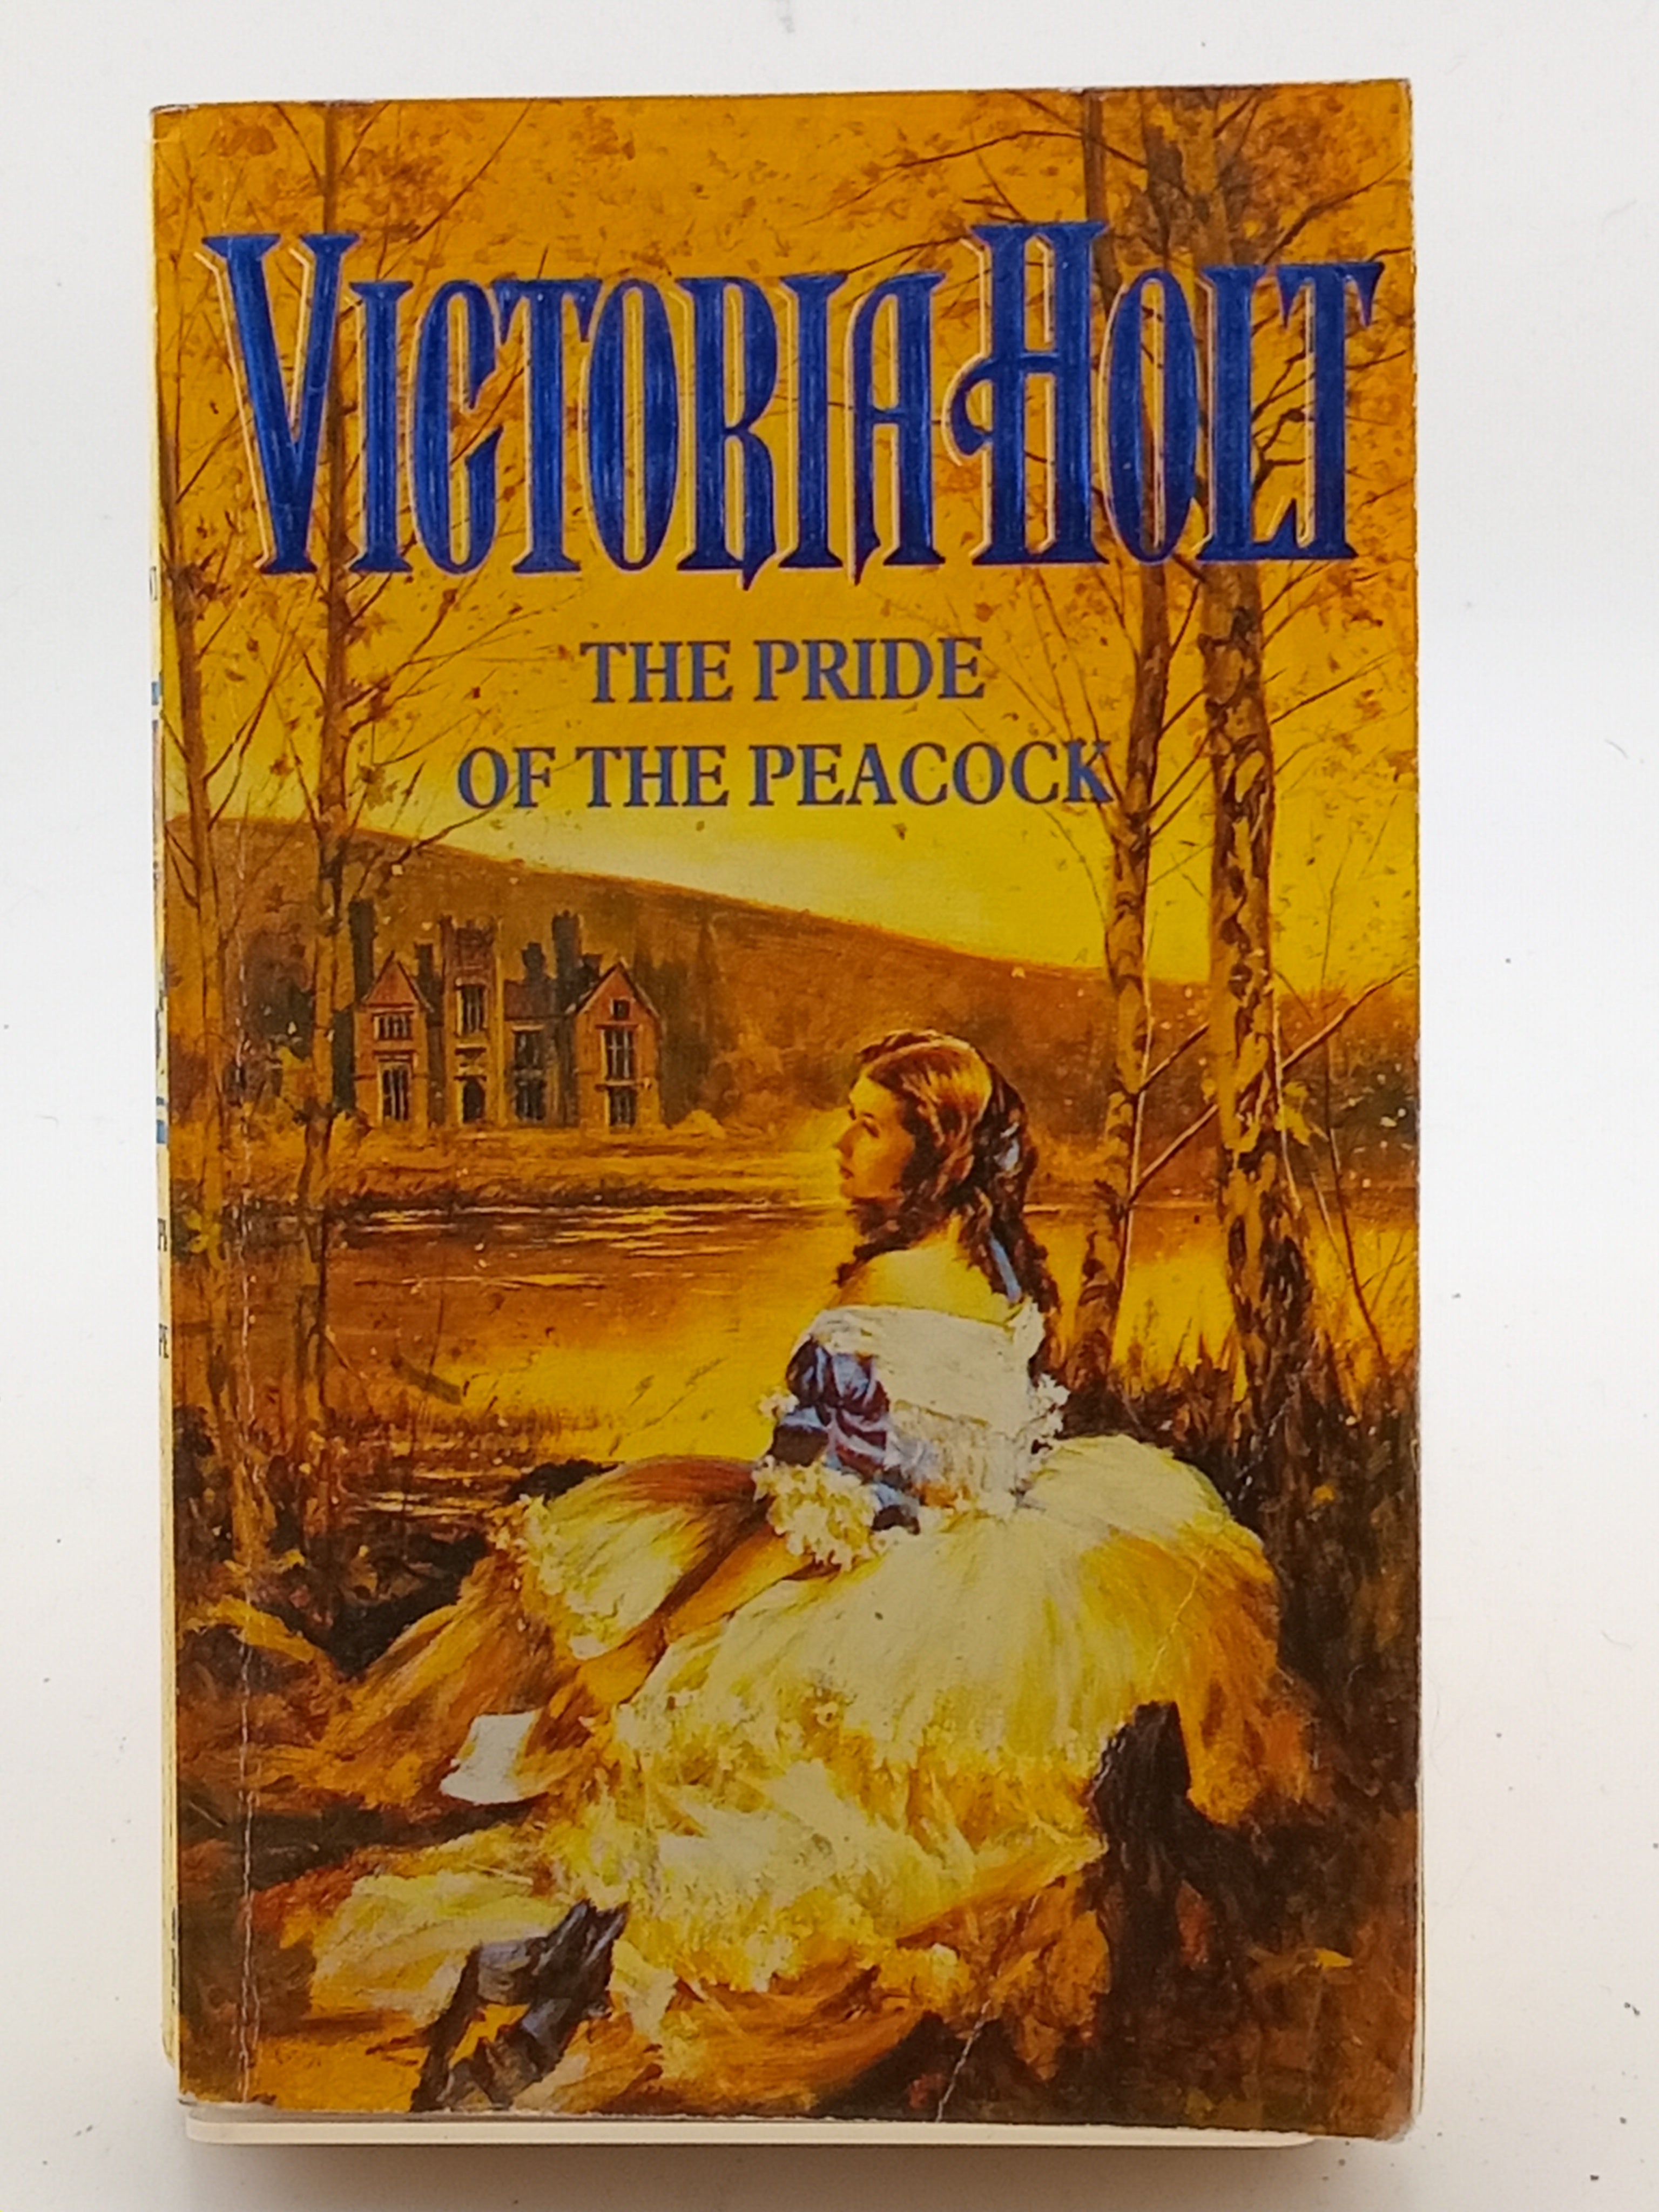 VICTORIA HOLT
THE PRIDE
OF THE PEACOCK